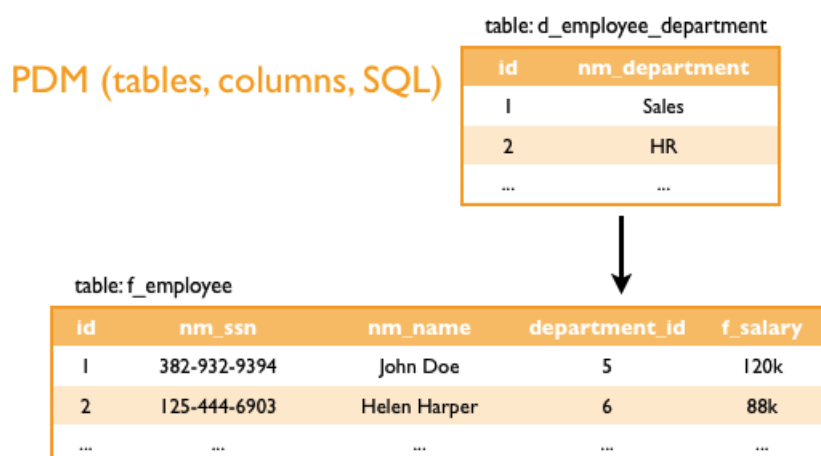 table: d_employee_department
PDM (tables, columns, SQL)
id nm_department
1 Sales
2 HR
... ...
table: f_employee
id nm_ssn nm_name department_id f_salary
1 382-932-9394 John Doe 5 120k
2 125-444-6903 Helen Harper 6 88k
... ... ... ... ...